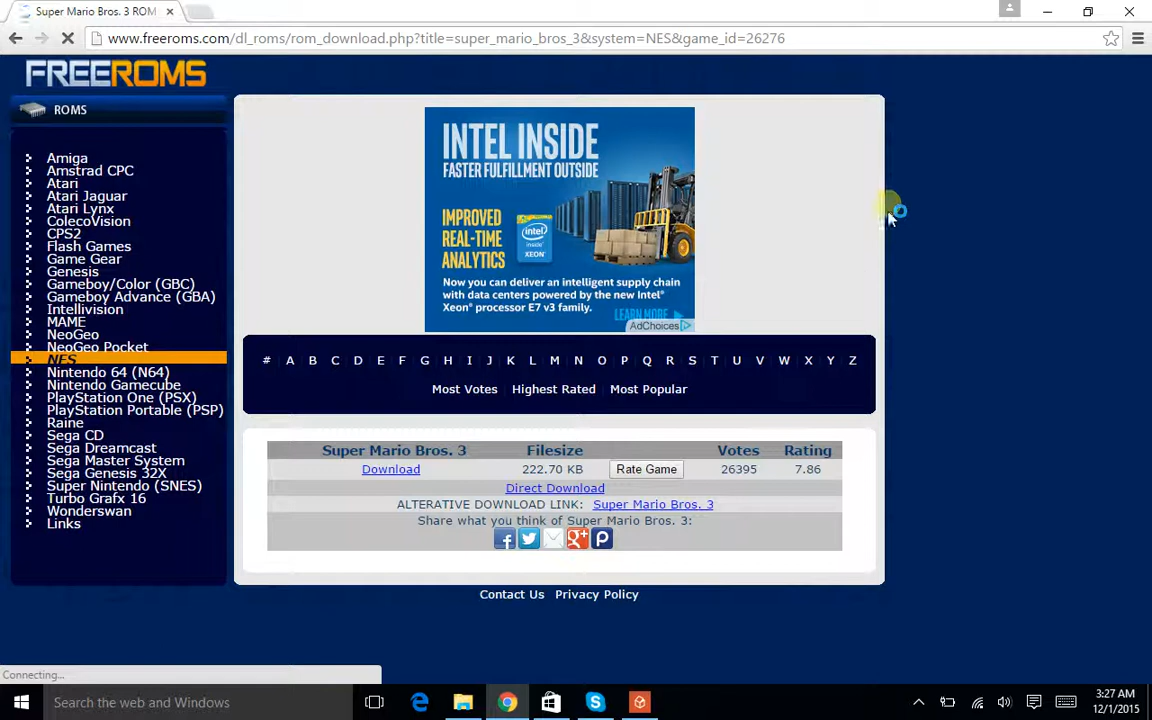 Super Mario Bros. 3 ROM
www.freeroms.com/dl_roms/rom_download.php?title=super_mario_bros_3&system=NES&game_id=26276
FREEROMS
ROMS
Amiga
Amstrad CPC
Atari
Atari Jaguar
Atari Lynx
ColecoVision
CPS2
Flash Games
Game Gear
Genesis
Gameboy/Color (GBC)
Gameboy Advance (GBA)
Intellivision
MAME
NeoGeo
NeoGeo Pocket
NES
Nintendo 64 (N64)
Nintendo Gamecube
PlayStation One (PSX)
PlayStation Portable (PSP)
Raine
Sega CD
Sega Dreamcast
Sega Master System
Sega Genesis 32X
Super Nintendo (SNES)
Turbo Grafx 16
Wonderswan
Links
INTEL INSIDE
FASTER FULFILLMENT OUTSIDE
IMPROVED
REAL-TIME
ANALYTICS
intel inside
XEON
Now you can deliver an intelligent supply chain
with data centers powered by the new Intel®
Xeon® processor E7 v3 family.
LEARN MORE
AdChoices
# A B C D E F G H I J K L M N O P Q R S T U V W X Y Z
Most Votes Highest Rated Most Popular
Super Mario Bros. 3 Filesize Votes Rating
Download 222.70 KB Rate Game 26395 7.86
Direct Download
ALTERATIVE DOWNLOAD LINK: Super Mario Bros. 3
Share what you think of Super Mario Bros. 3:
Contact Us Privacy Policy
Connecting...
Search the web and Windows
3:27 AM
12/1/2015